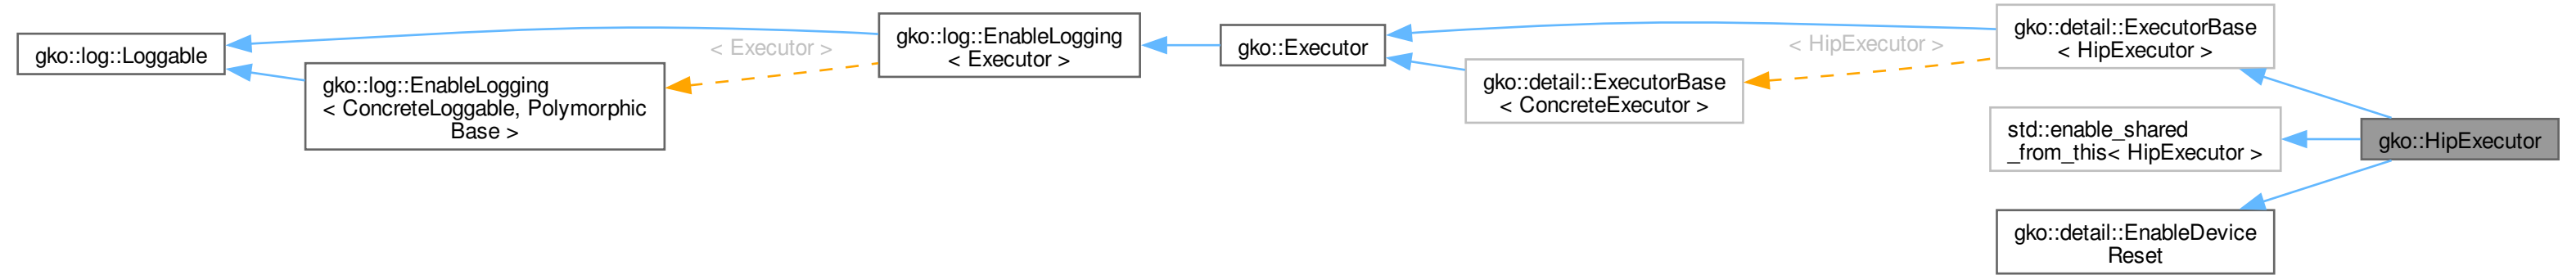 gko::log::Loggable
gko::log::EnableLogging
< ConcreteLoggable, Polymorphic
Base >
< Executor >
gko::log::EnableLogging
< Executor >
gko::Executor
gko::detail::ExecutorBase
< ConcreteExecutor >
< HipExecutor >
gko::detail::ExecutorBase
< HipExecutor >
std::enable_shared
_from_this< HipExecutor >
gko::detail::EnableDevice
Reset
gko::HipExecutor